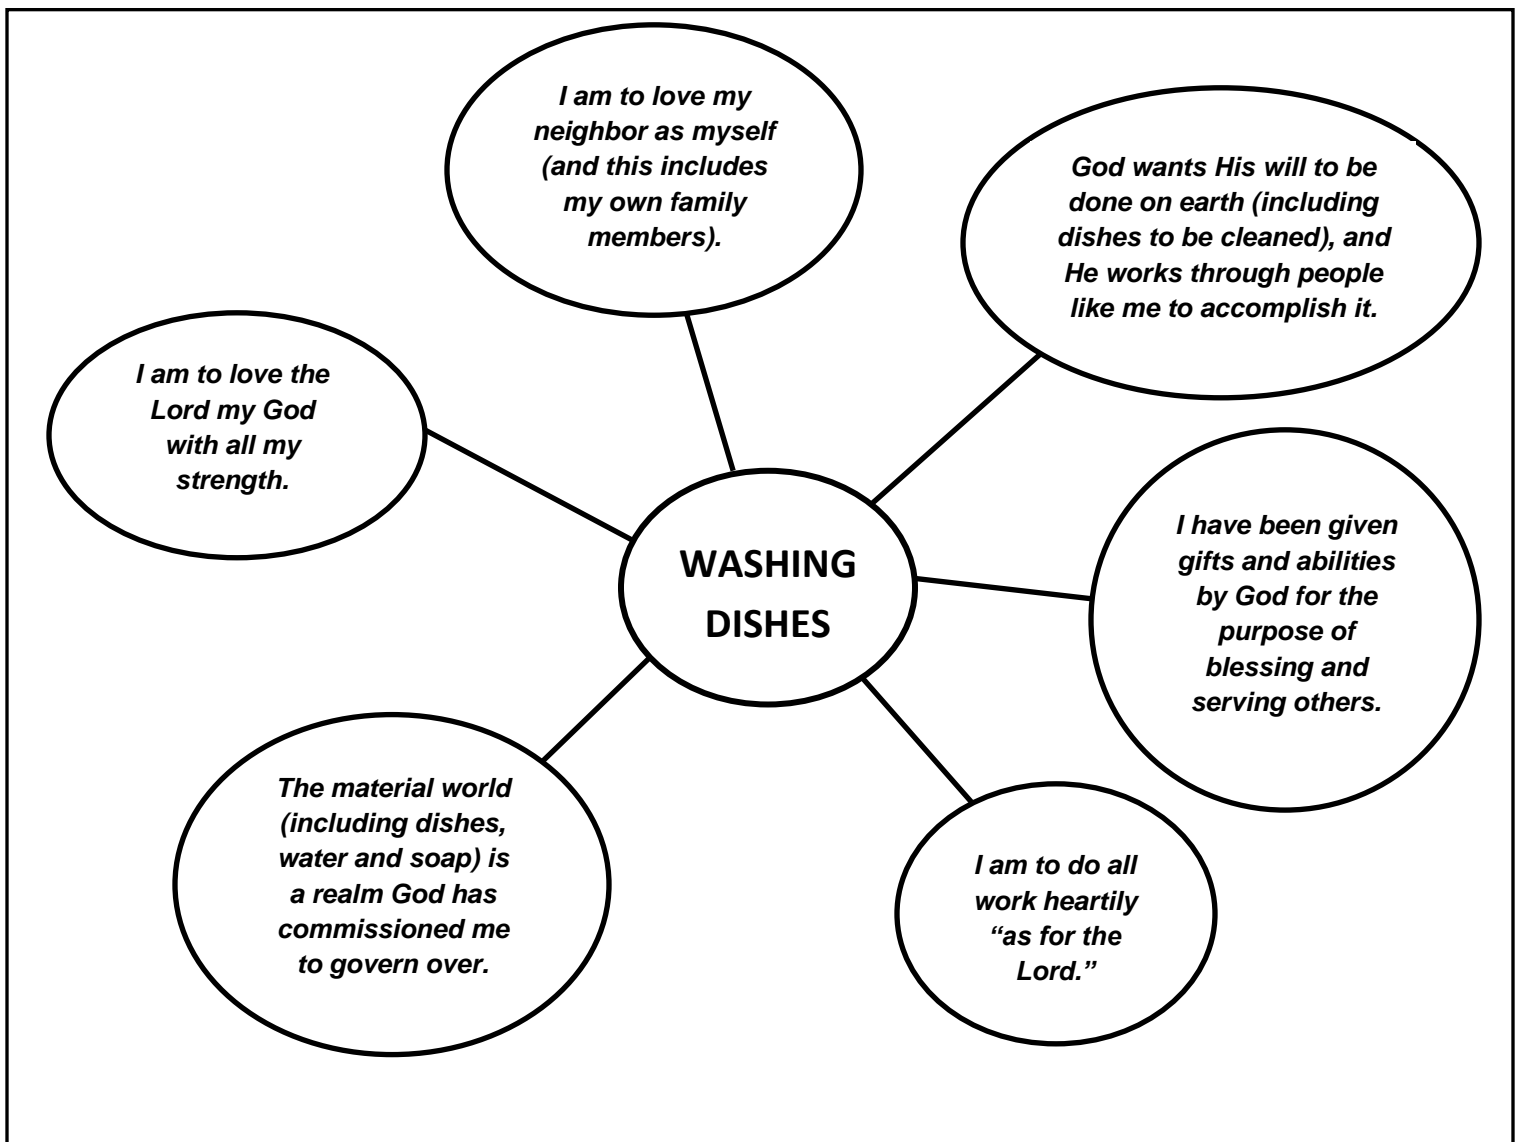 I am to love my
neighbor as myself
(and this includes
my own family
members).
God wants His will to be
done on earth (including
dishes to be cleaned), and
He works through people
like me to accomplish it.
I am to love the
Lord my God
with all my
strength.
WASHING
DISHES
I have been given
gifts and abilities
by God for the
purpose of
blessing and
serving others.
The material world
(including dishes,
water and soap) is
a realm God has
commissioned me
to govern over.
I am to do all
work heartily
“as for the
Lord.”